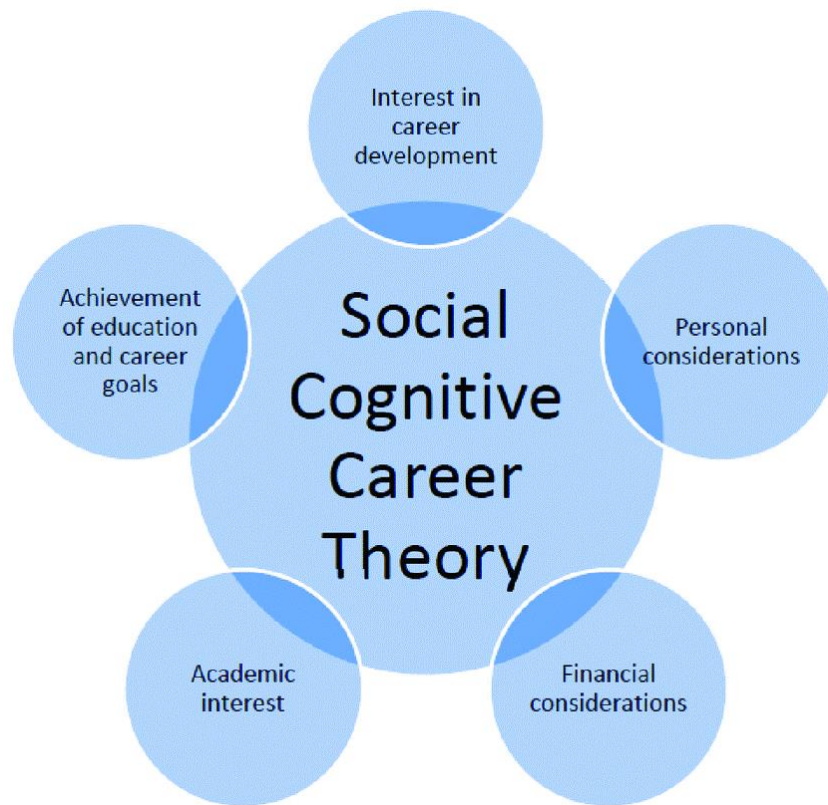 Interest in
career
development
Achievement
of education
and career
goals
Social
Cognitive
Career
Theory
Personal
considerations
Academic
interest
Financial
considerations